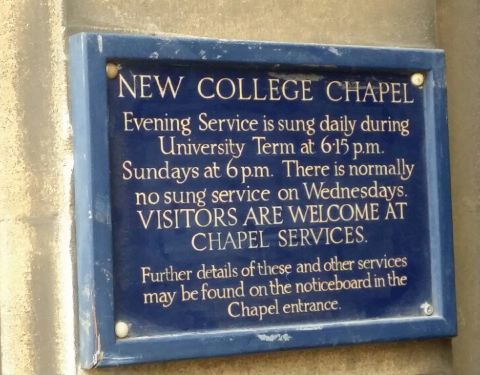 NEW COLLEGE CHAPEL
Evening Service is sung daily during
University Term at 6·15 p.m.
Sundays at 6 p.m. There is normally
no sung service on Wednesdays.
VISITORS ARE WELCOME AT
CHAPEL SERVICES.
Further details of these and other services
may be found on the noticeboard in the
Chapel entrance.